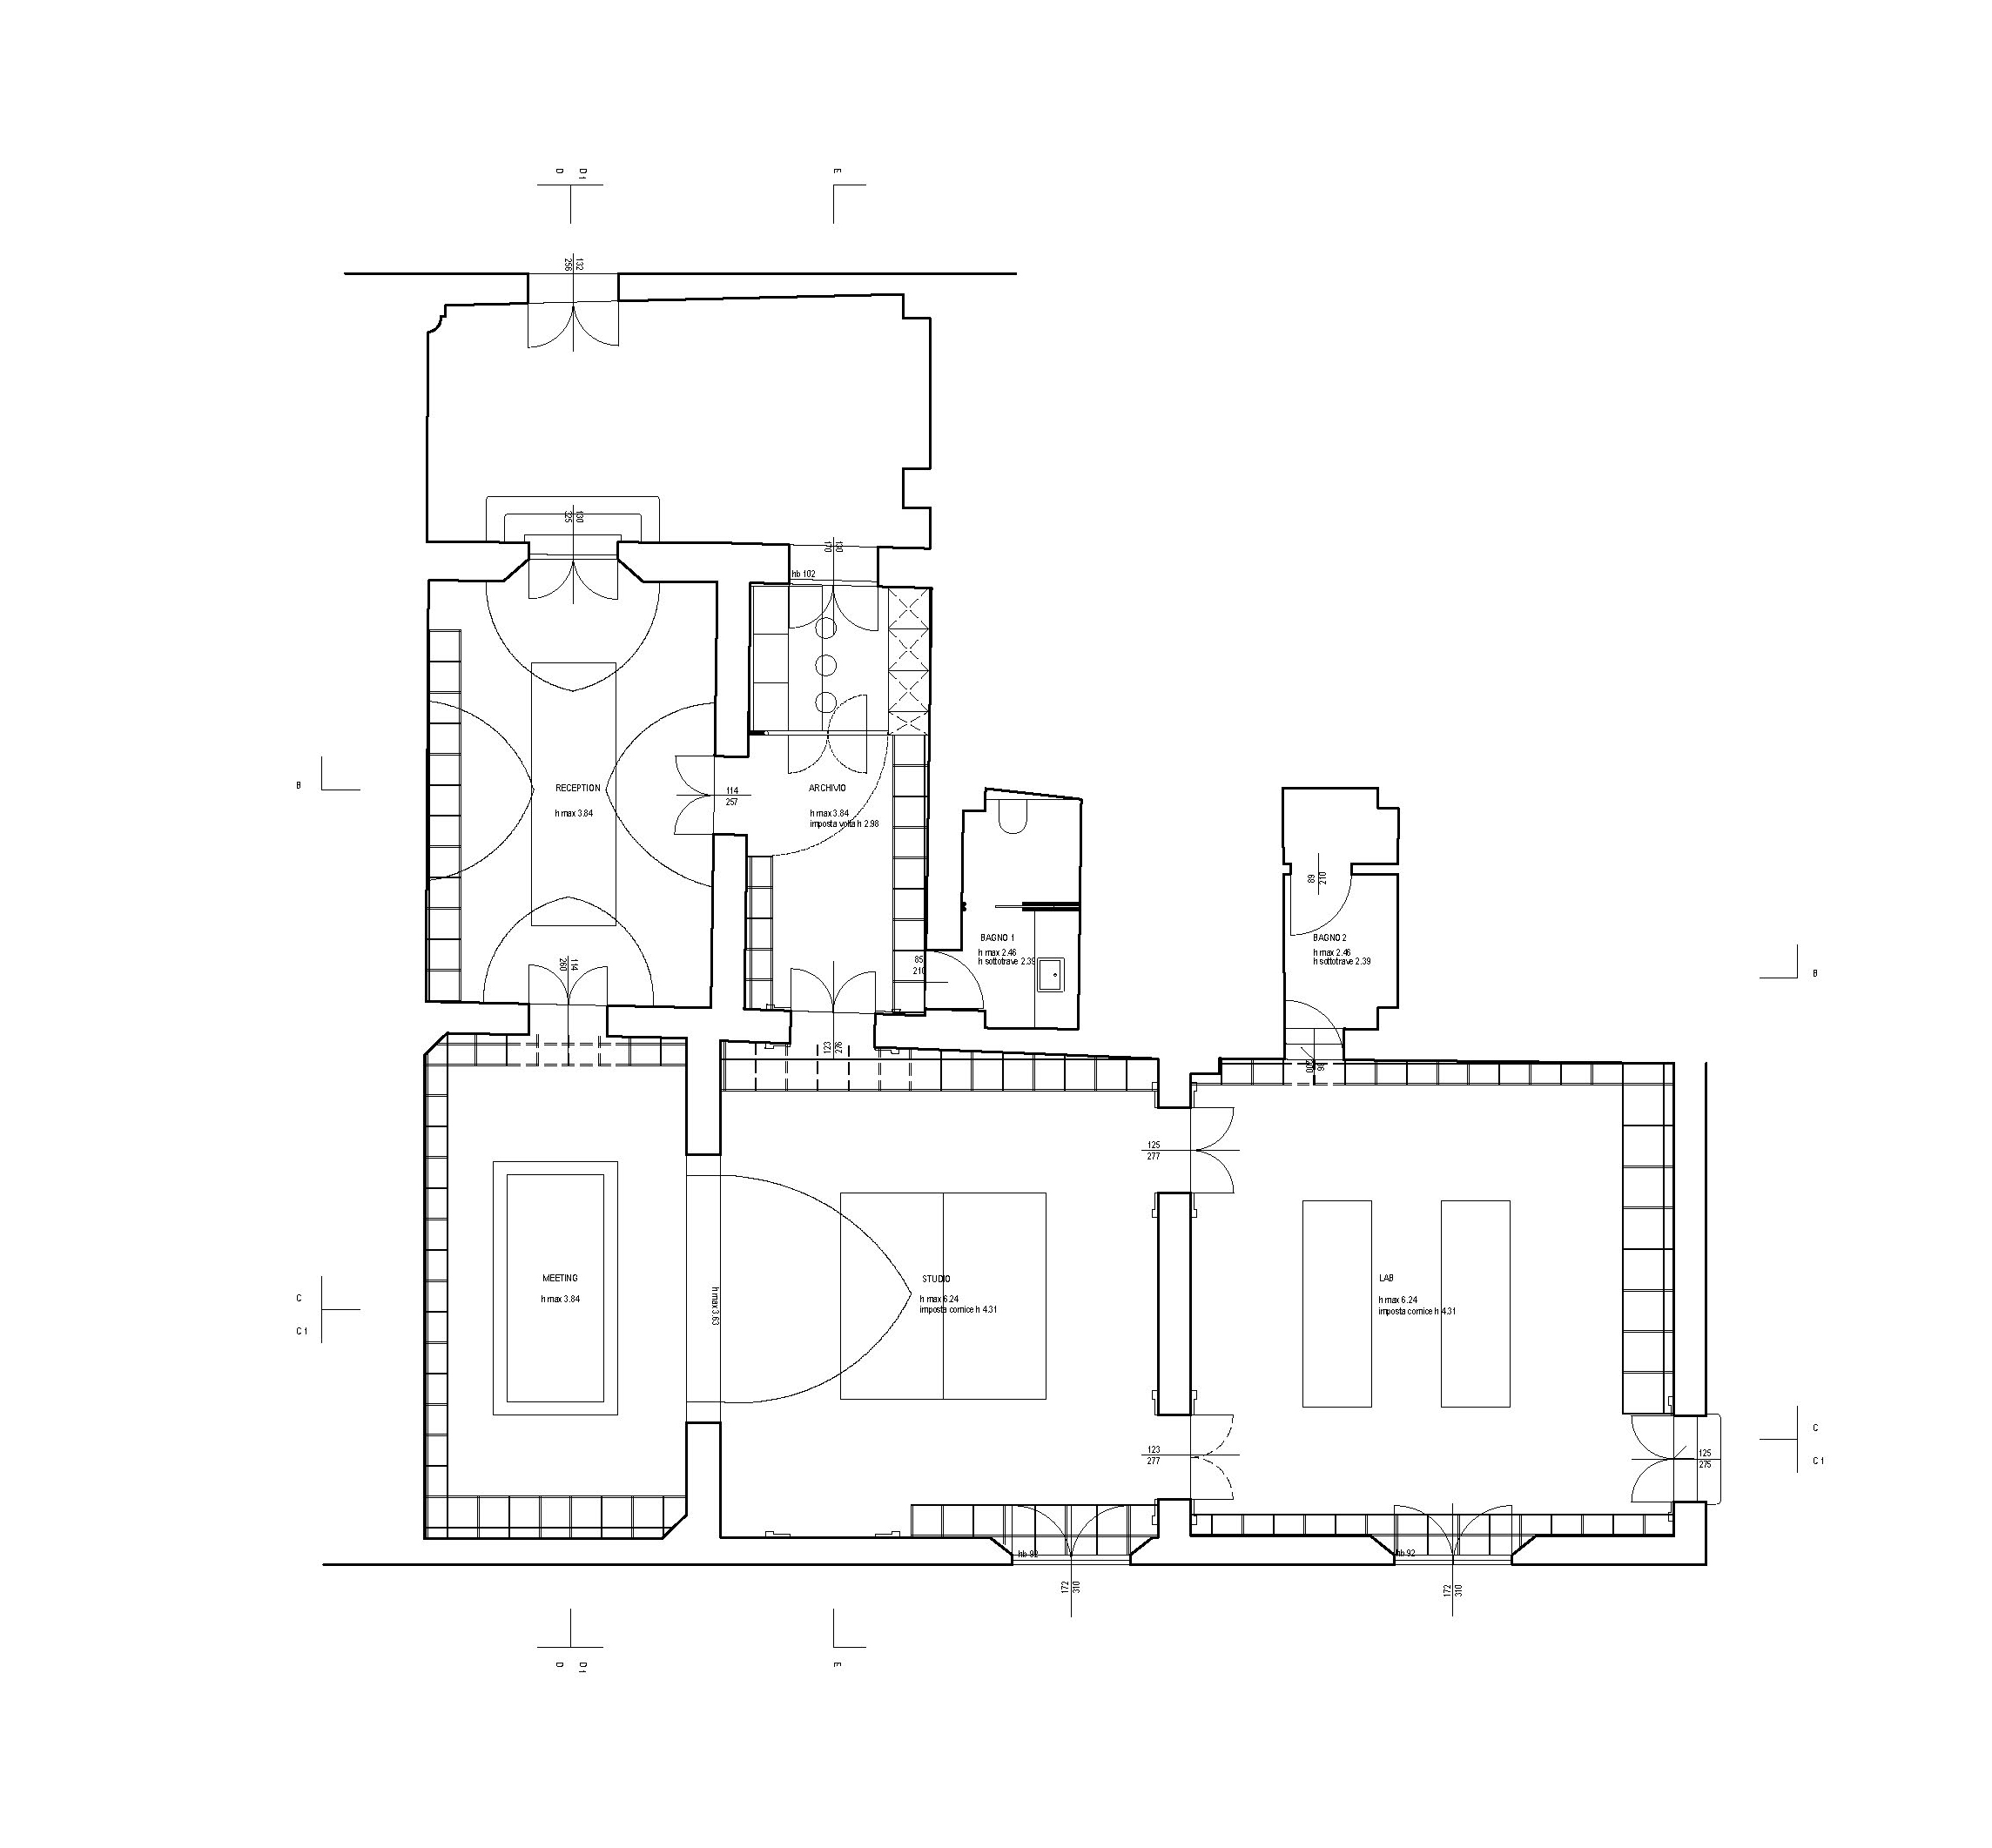 D
D1
E
256
132
325
130
170
130
hb 102
B
RECEPTION
h max 3.84
114
257
ARCHIVIO
h max 3.84
imposta volta h 2.98
89
210
BAGNO 1
h max 2.46
h sottotrave 2.39
BAGNO 2
h max 2.46
h sottotrave 2.39
85
210
260
114
B
123
276
200
90
125
277
MEETING
h max 3.84
h max 3.63
STUDIO
h max 6.24
imposta cornice h 4.31
LAB
h max 6.24
imposta cornice h 4.31
C
C1
C
C1
123
277
125
275
hb 92
hb 92
172
310
172
310
D
D1
E